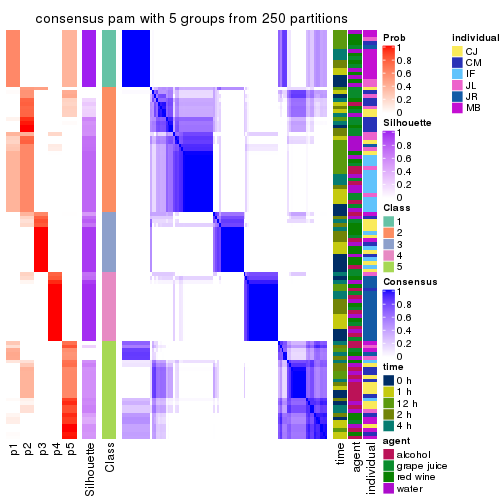 consensus pam with 5 groups from 250 partitions
p1
p2
p3
p4
p5
Silhouette
Class
time
agent
individual
Prob
1
0.8
0.6
0.4
0.2
0
Silhouette
1
0.8
0.6
0.4
0.2
0
Class
1
2
3
4
5
Consensus
1
0.8
0.6
0.4
0.2
0
time
0 h
1 h
12 h
2 h
4 h
agent
alcohol
grape juice
red wine
water
individual
CJ
CM
IF
JL
JR
MB